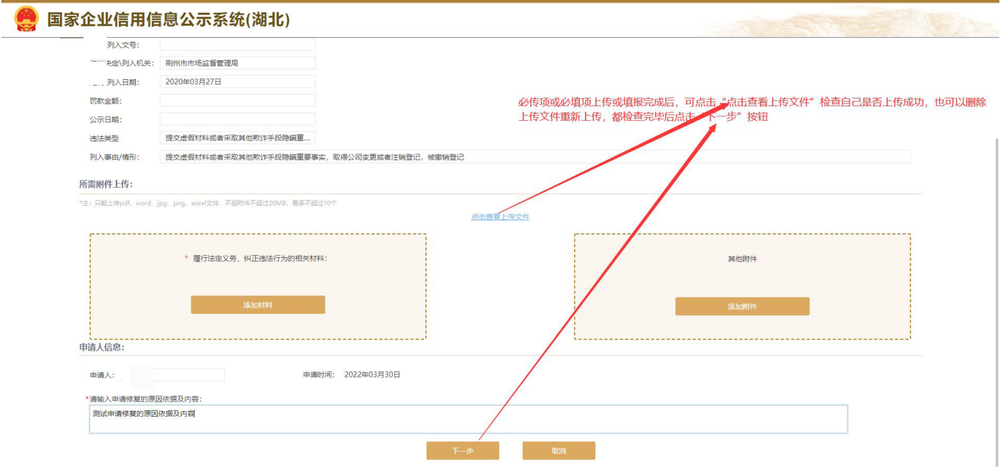 国家企业信用信息公示系统(湖北)
列入文号:
决定\列入机关: 荆州市市场监督管理局
列入日期: 2020年03月27日
罚款金额:
公示日期:
违法类型 提交虚假材料或者采取其他欺诈手段隐瞒重...
列入事由/情形: 提交虚假材料或者采取其他欺诈手段隐瞒重要事实，取得公司变更或者注销登记，被撤销登记
必传项或必填项上传或填报完成后，可点击“点击查看上传文件”检查自己是否上传成功，也可以删除
上传文件重新上传，都检查完毕后点击“下一步”按钮
所需附件上传:
*注：只能上传pdf、word、jpg、png、excel文件，不超附件不超过20MB，最多不超过10个
点击查看上传文件
* 履行法定义务、纠正违法行为的相关材料:
添加材料
其他附件
添加附件
申请人信息:
申请人: 申请时间: 2022年03月30日
*请输入申请修复的原因依据及内容:
测试申请修复的原因依据及内容
下一步 取消